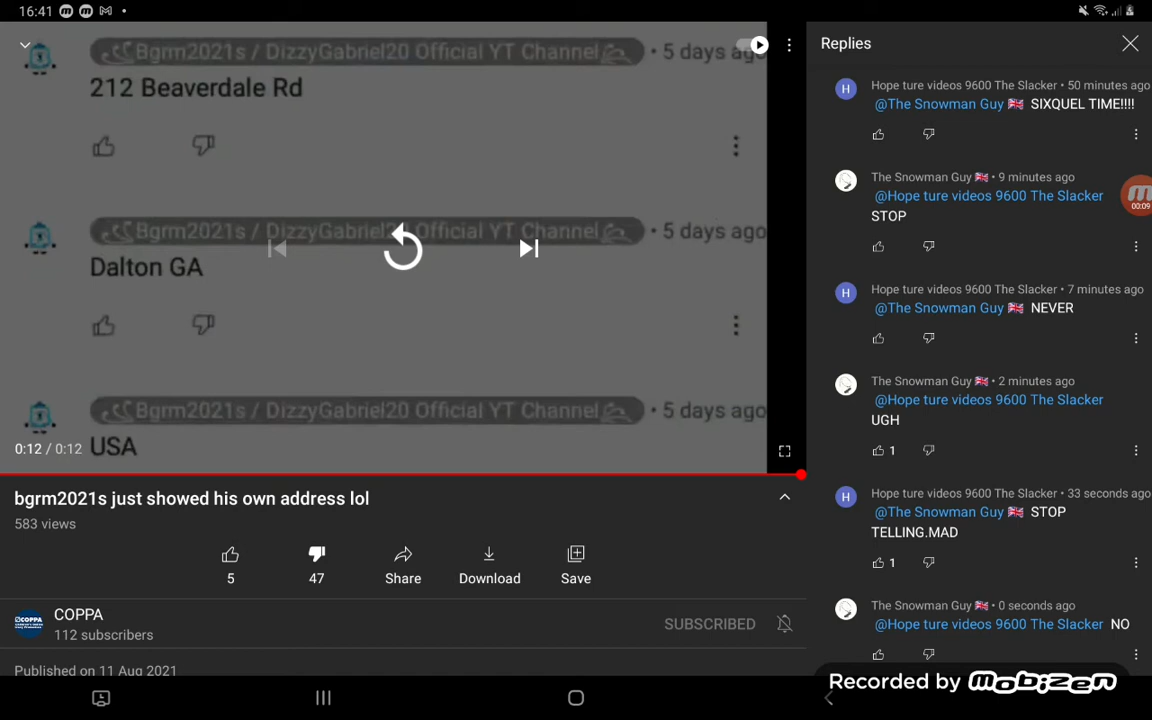 16:41
Bgrm2021s / DizzyGabriel20 Official YT Channel • 5 days ago
212 Beaverdale Rd
Bgrm2021s / DizzyGabriel20 Official YT Channel • 5 days ago
Dalton GA
Bgrm2021s / DizzyGabriel20 Official YT Channel • 5 days ago
USA
0:12 / 0:12
bgrm2021s just showed his own address lol
583 views
5
47
Share
Download
Save
COPPA
112 subscribers
SUBSCRIBED
Published on 11 Aug 2021
Replies
H
Hope ture videos 9600 The Slacker • 50 minutes ago
@The Snowman Guy 🇬🇧 SIXQUEL TIME!!!!
The Snowman Guy 🇬🇧 • 9 minutes ago
@Hope ture videos 9600 The Slacker
STOP
H
Hope ture videos 9600 The Slacker • 7 minutes ago
@The Snowman Guy 🇬🇧 NEVER
The Snowman Guy 🇬🇧 • 2 minutes ago
@Hope ture videos 9600 The Slacker
UGH
1
H
Hope ture videos 9600 The Slacker • 33 seconds ago
@The Snowman Guy 🇬🇧 STOP
TELLING.MAD
1
The Snowman Guy 🇬🇧 • 0 seconds ago
@Hope ture videos 9600 The Slacker NO
00:09
Recorded by mobizen